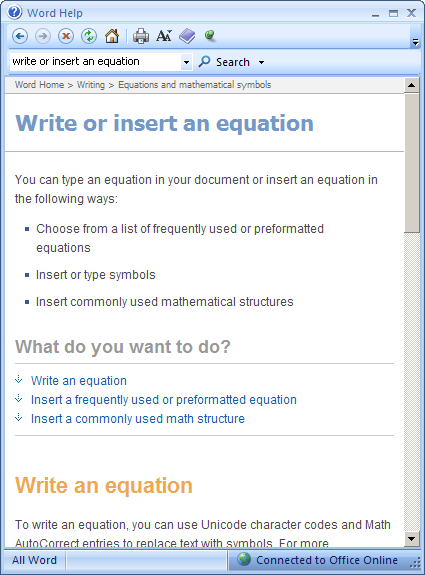 Word Help
write or insert an equation Search
Word Home > Writing > Equations and mathematical symbols
Write or insert an equation
You can type an equation in your document or insert an equation in
the following ways:
Choose from a list of frequently used or preformatted
equations
Insert or type symbols
Insert commonly used mathematical structures
What do you want to do?
Write an equation
Insert a frequently used or preformatted equation
Insert a commonly used math structure
Write an equation
To write an equation, you can use Unicode character codes and Math
AutoCorrect entries to replace text with symbols. For more
All Word Connected to Office Online